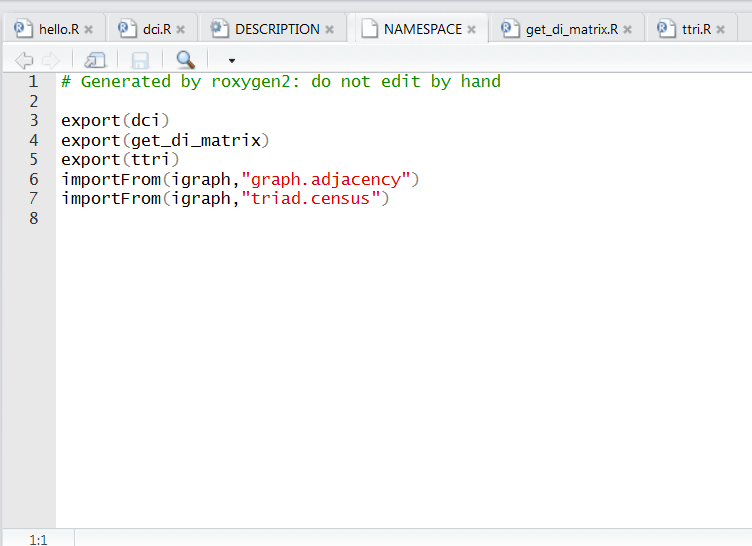 hello.R dci.R DESCRIPTION NAMESPACE get_di_matrix.R ttri.R
1 # Generated by roxygen2: do not edit by hand
2
3 export(dci)
4 export(get_di_matrix)
5 export(ttri)
6 importFrom(igraph,"graph.adjacency")
7 importFrom(igraph,"triad.census")
8
1:1